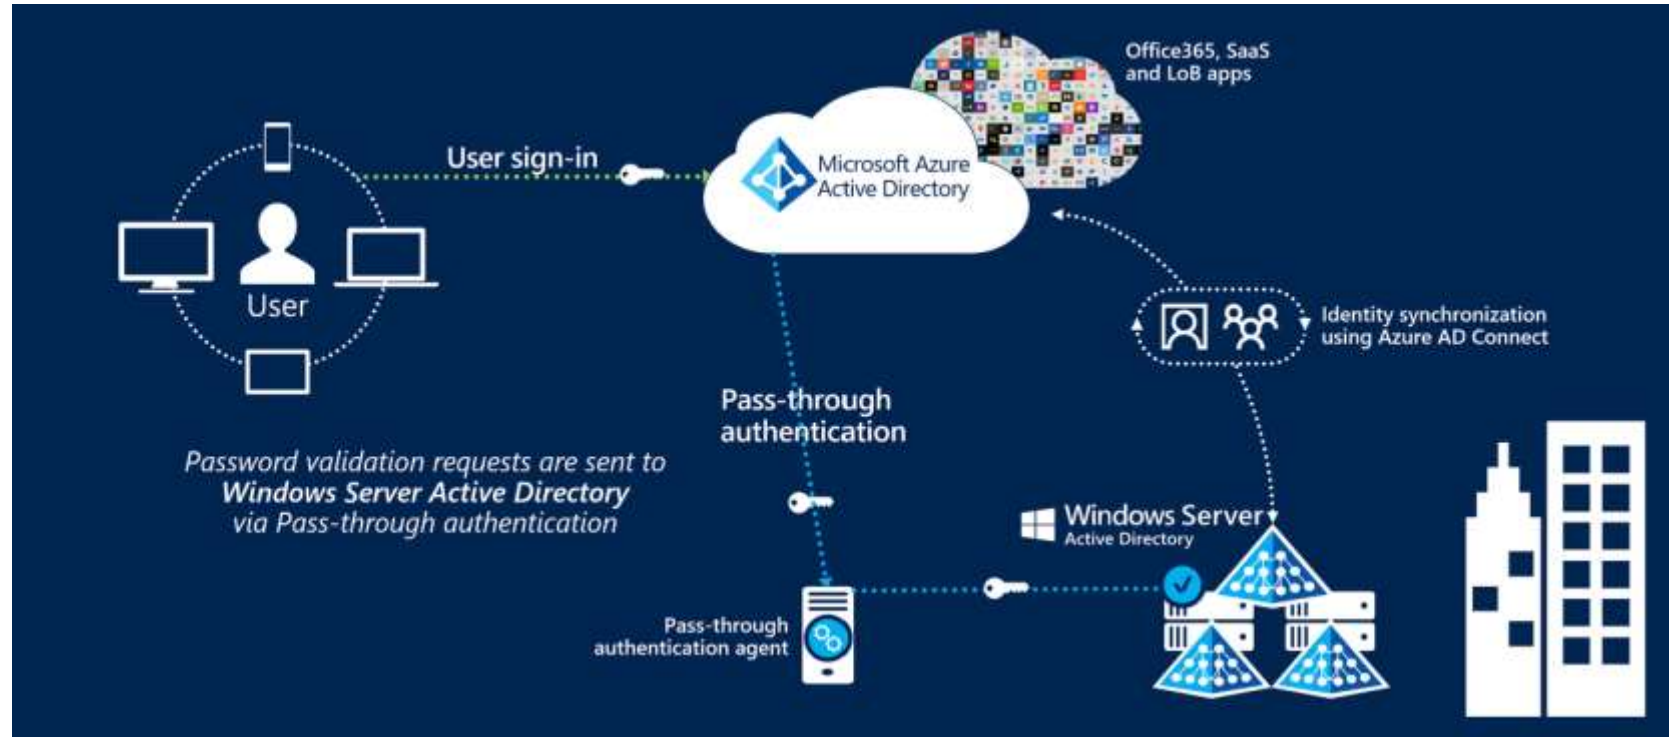 Office365, SaaS
and LoB apps
User sign-in
Microsoft Azure
Active Directory
User
Identity synchronization
using Azure AD Connect
Pass-through
authentication
Password validation requests are sent to
Windows Server Active Directory
via Pass-through authentication
Windows Server
Active Directory
Pass-through
authentication agent